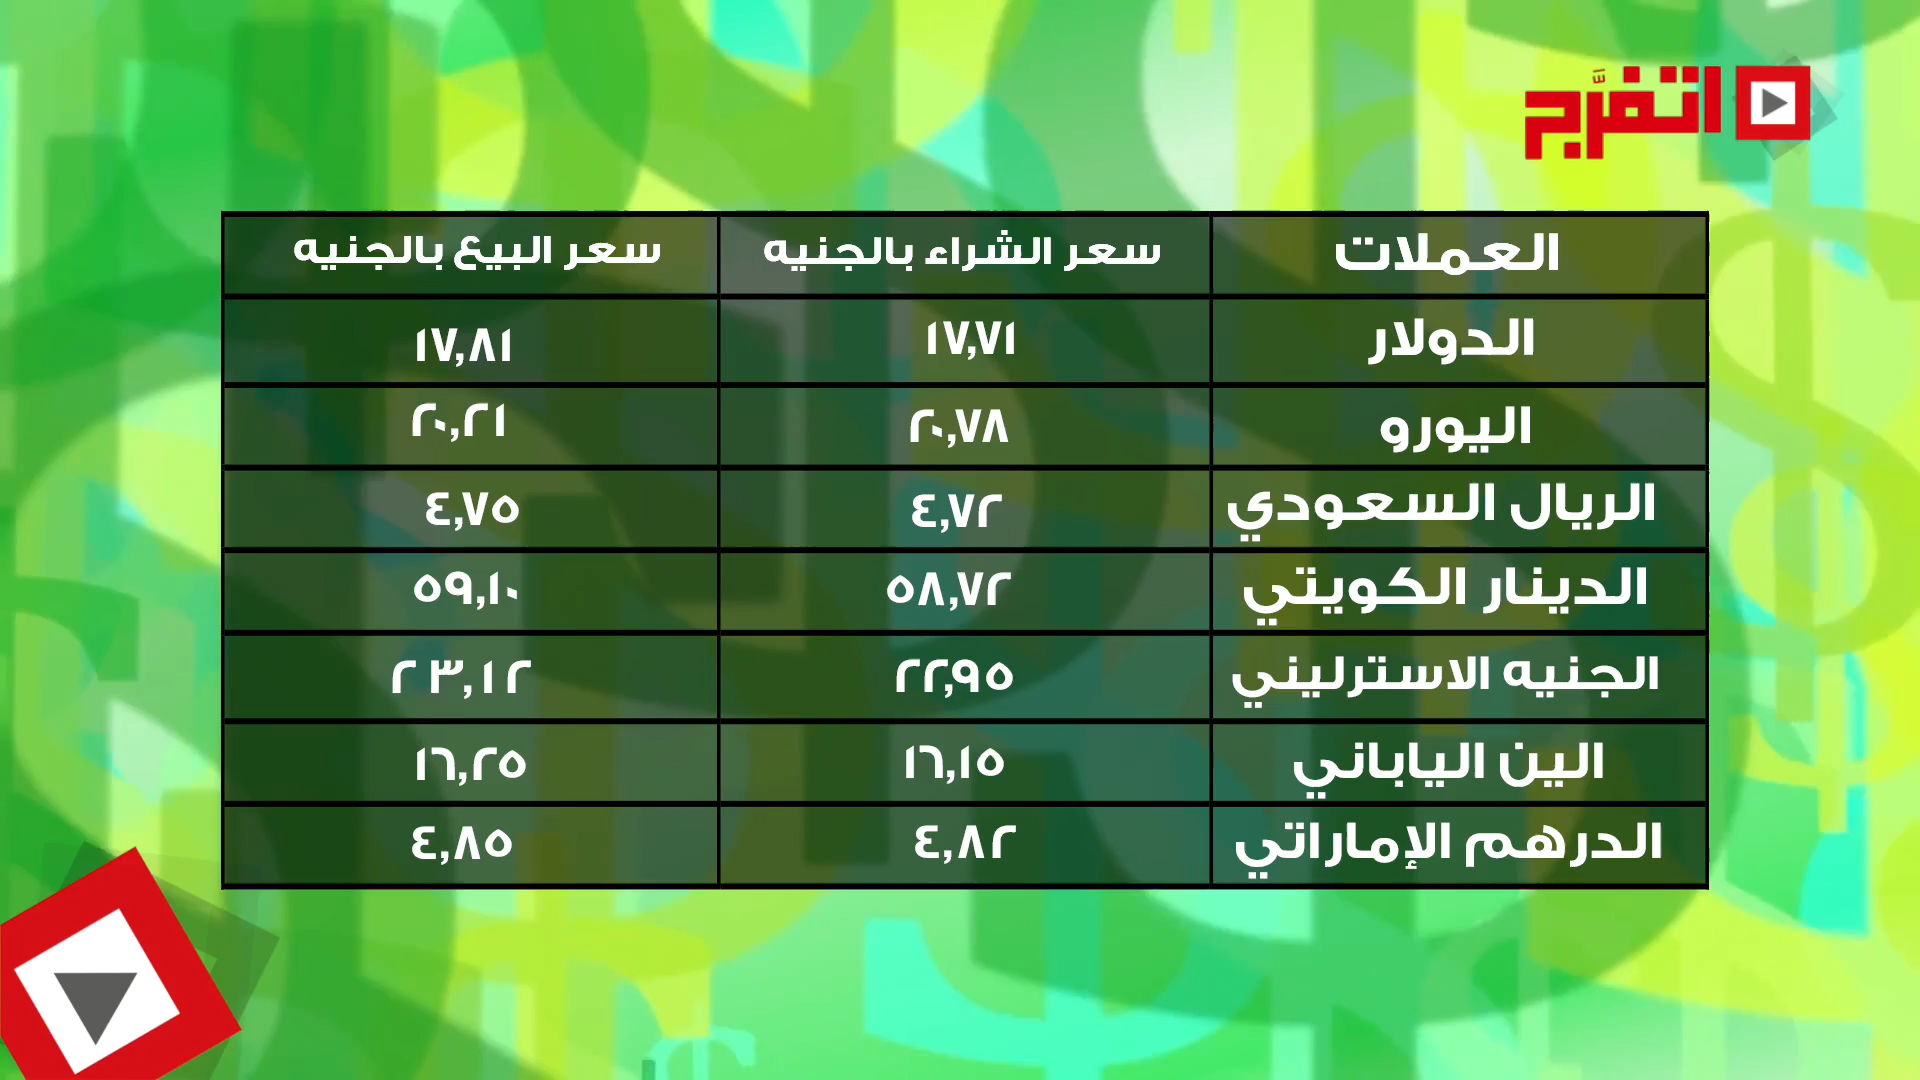 اتفرَّج
العملات سعر الشراء بالجنيه سعر البيع بالجنيه
الدولار ١٧,٧١ ١٧,٨١
اليورو ٢٠,٧٨ ٢٠,٢١
الريال السعودي ٤,٧٢ ٤,٧٥
الدينار الكويتي ٥٨,٧٢ ٥٩,١٠
الجنيه الاسترليني ٢٢,٩٥ ٢٣,١٢
الين الياباني ١٦,١٥ ١٦,٢٥
الدرهم الإماراتي ٤,٨٢ ٤,٨٥